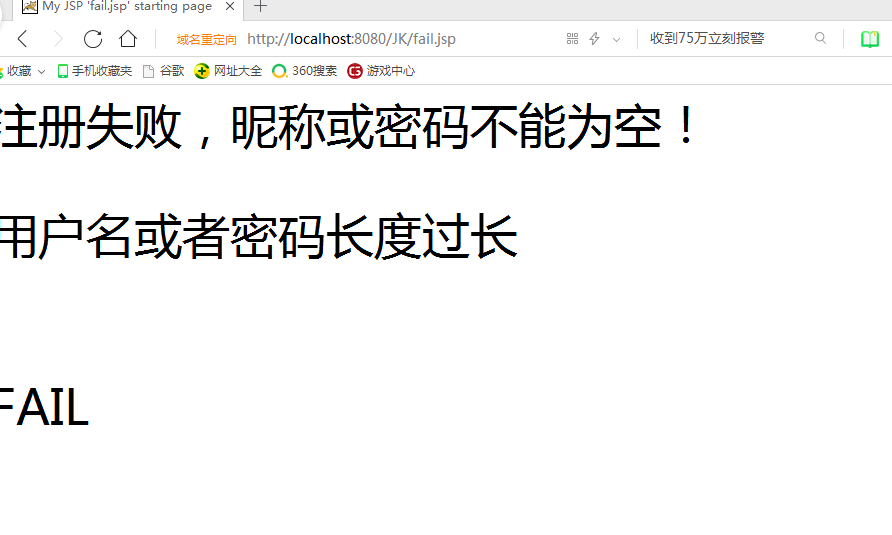 My JSP 'fail.jsp' starting page
域名重定向 http://localhost:8080/JK/fail.jsp 收到75万立刻报警
收藏 手机收藏夹 谷歌 网址大全 360搜索 游戏中心
注册失败，昵称或密码不能为空！
用户名或者密码长度过长
FAIL